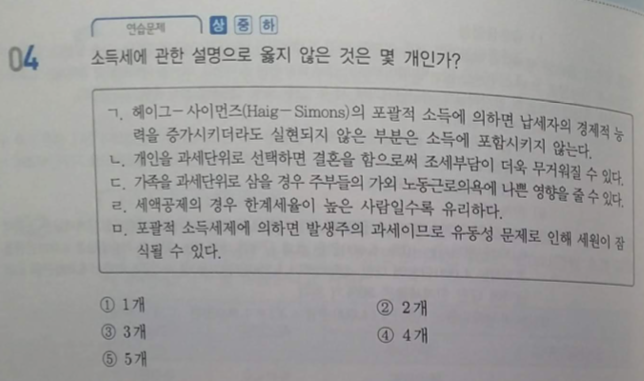 연습문제 상 중 하
04 소득세에 관한 설명으로 옳지 않은 것은 몇 개인가?
ㄱ. 헤이그-사이먼즈(Haig-Simons)의 포괄적 소득에 의하면 납세자의 경제적 능
력을 증가시키더라도 실현되지 않은 부분은 소득에 포함시키지 않는다.
ㄴ. 개인을 과세단위로 선택하면 결혼을 함으로써 조세부담이 더욱 무거워질 수 있다.
ㄷ. 가족을 과세단위로 삼을 경우 주부들의 가외 노동근로의욕에 나쁜 영향을 줄 수 있다.
ㄹ. 세액공제의 경우 한계세율이 높은 사람일수록 유리하다.
ㅁ. 포괄적 소득세제에 의하면 발생주의 과세이므로 유동성 문제로 인해 세원이 잠
식될 수 있다.
① 1개 ② 2개
③ 3개 ④ 4개
⑤ 5개